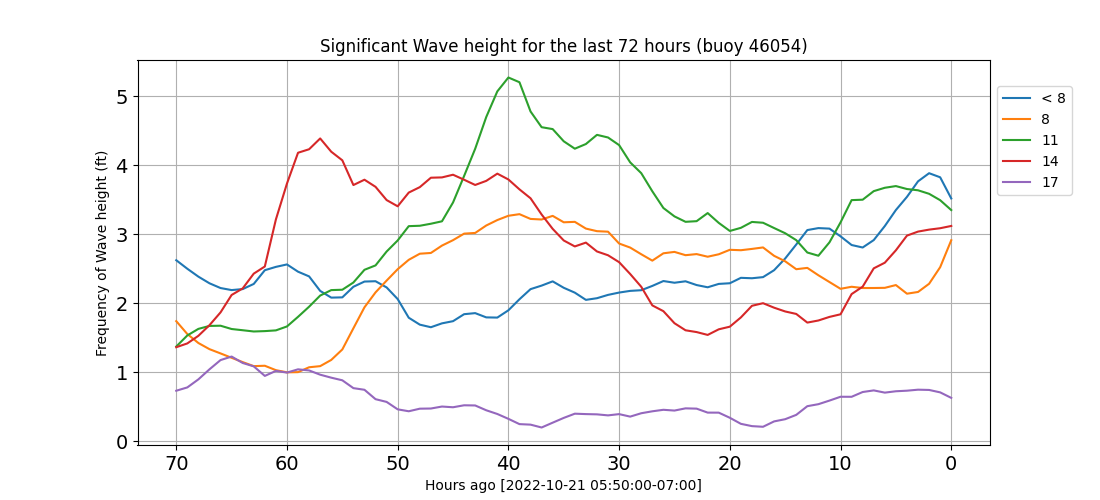 Significant Wave height for the last 72 hours (buoy 46054)
Frequency of Wave height (ft)
5
4
3
2
1
0
70 60 50 40 30 20 10 0
Hours ago [2022-10-21 05:50:00-07:00]
< 8
8
11
14
17